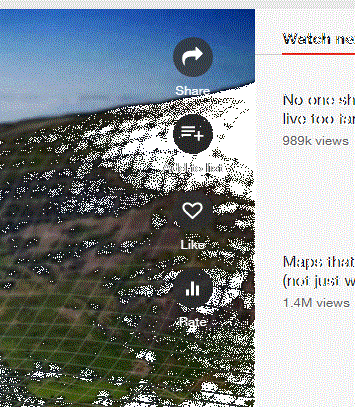 Share
Like
Rate
Watch ne
No one sh
live too far
989k views
Maps that
(not just w
1.4M views